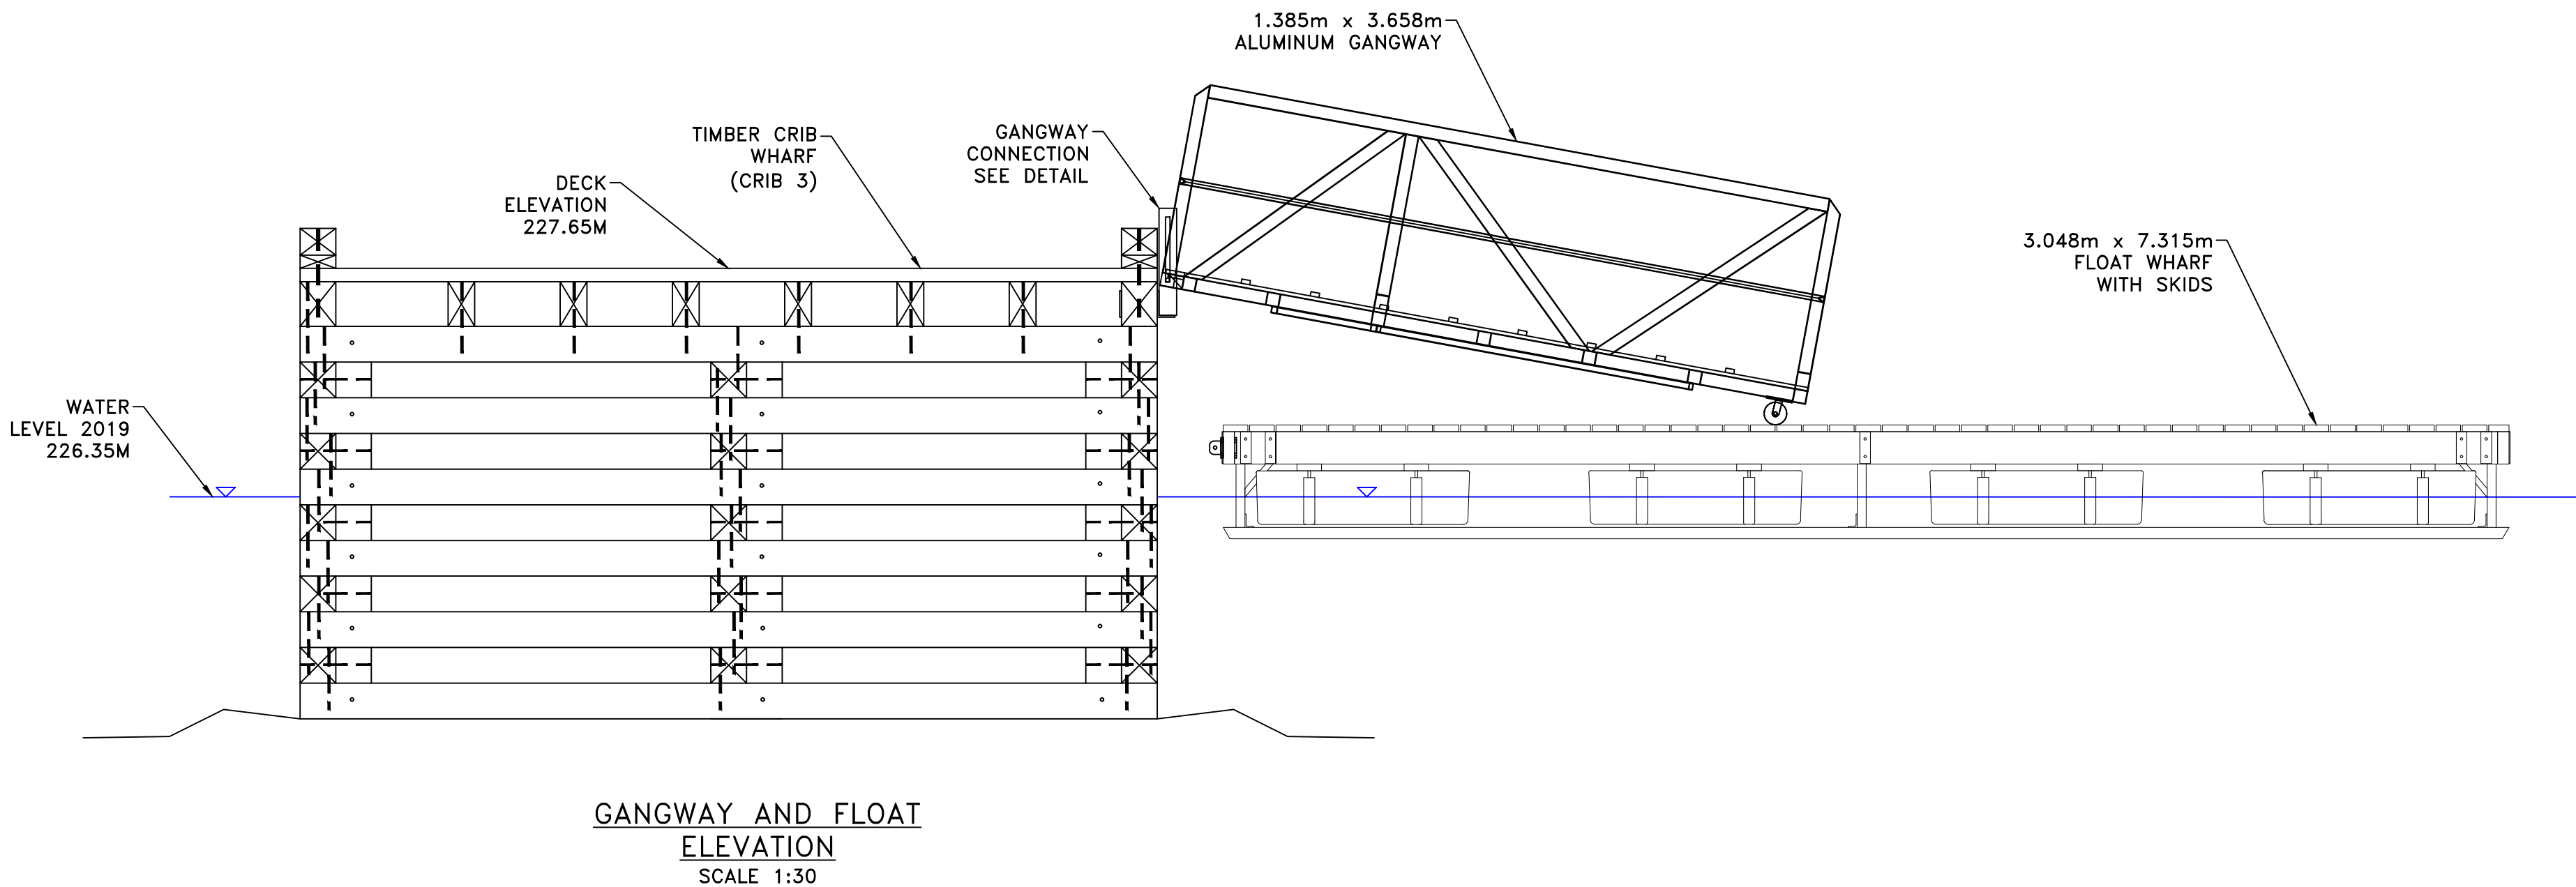 1.385m x 3.658m
ALUMINUM GANGWAY
TIMBER CRIB
WHARF
(CRIB 3)
GANGWAY
CONNECTION
SEE DETAIL
DECK
ELEVATION
227.65M
3.048m x 7.315m
FLOAT WHARF
WITH SKIDS
WATER
LEVEL 2019
226.35M
GANGWAY AND FLOAT
ELEVATION
SCALE 1:30